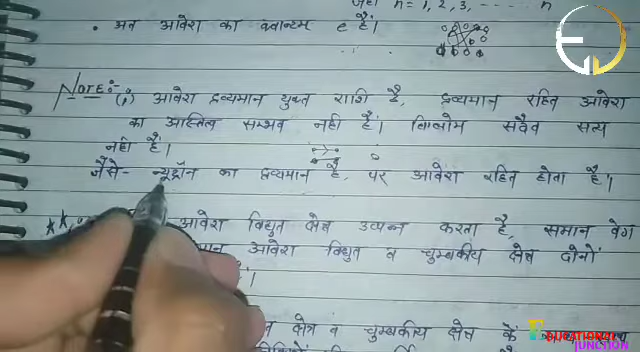 जहाँ n = 1, 2, 3, ----- n
• अतः आवेश का क्वान्टम e है।
NOTE:- (i) आवेश द्रव्यमान युक्त राशि है, द्रव्यमान रहित आवेश
का अस्तित्व सम्भव नहीं है। विलोम सदैव सत्य
नहीं है।
जैसे- न्यूट्रॉन का द्रव्यमान है, पर आवेश रहित होता है।
आवेश विद्युत क्षेत्र उत्पन्न करता है, समान वेग
आवेश विद्युत व चुम्बकीय क्षेत्र दोनों
क्षेत्र व चुम्बकीय क्षेत्र के
EDUCATIONAL
JUNCTION